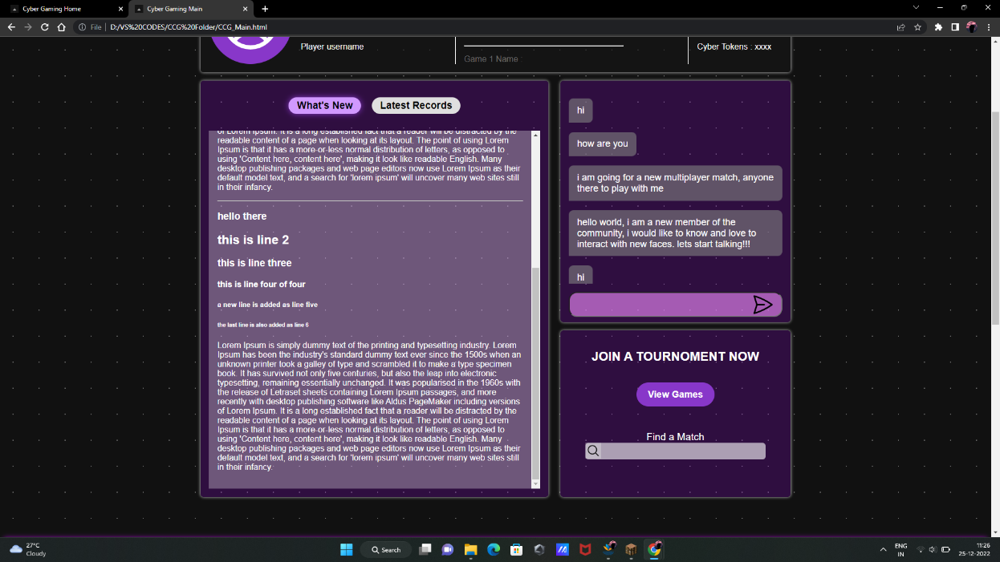 Cyber Gaming Home
Cyber Gaming Main
File
D:/VS%20CODES/CCG%20Folder/CCG_Main.html
Player username
Game 1 Name :
Cyber Tokens : xxxx
What's New
Latest Records
of Lorem Ipsum. It is a long established fact that a reader will be distracted by the
readable content of a page when looking at its layout. The point of using Lorem
Ipsum is that it has a more-or-less normal distribution of letters, as opposed to
using 'Content here, content here', making it look like readable English. Many
desktop publishing packages and web page editors now use Lorem Ipsum as their
default model text, and a search for 'lorem ipsum' will uncover many web sites still
in their infancy.
hello there
this is line 2
this is line three
this is line four of four
a new line is added as line five
the last line is also added as line 6
Lorem Ipsum is simply dummy text of the printing and typesetting industry. Lorem
Ipsum has been the industry's standard dummy text ever since the 1500s when an
unknown printer took a galley of type and scrambled it to make a type specimen
book. It has survived not only five centuries, but also the leap into electronic
typesetting, remaining essentially unchanged. It was popularised in the 1960s with
the release of Letraset sheets containing Lorem Ipsum passages, and more
recently with desktop publishing software like Aldus PageMaker including versions
of Lorem Ipsum. It is a long established fact that a reader will be distracted by the
readable content of a page when looking at its layout. The point of using Lorem
Ipsum is that it has a more-or-less normal distribution of letters, as opposed to
using 'Content here, content here', making it look like readable English. Many
desktop publishing packages and web page editors now use Lorem Ipsum as their
default model text, and a search for 'lorem ipsum' will uncover many web sites still
in their infancy.
hi
how are you
i am going for a new multiplayer match, anyone
there to play with me
hello world, i am a new member of the
community, i would like to know and love to
interact with new faces. lets start talking!!!
hi
JOIN A TOURNOMENT NOW
View Games
Find a Match
27°C
Cloudy
Search
ENG
IN
11:26
25-12-2022